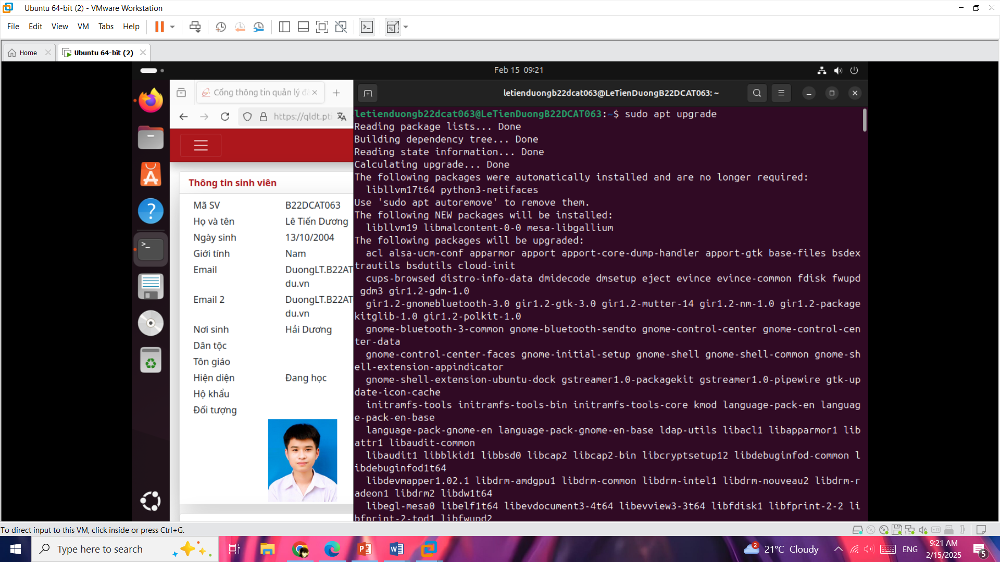 Ubuntu 64-bit (2) - VMware Workstation
File Edit View VM Tabs Help
Home
Ubuntu 64-bit (2)
Feb 15 09:21
Cổng thông tin quản lý đà
https://qldt.pti
letienduongb22dcat063@LeTienDuongB22DCAT063: ~
Thông tin sinh viên
Mã SV B22DCAT063
Họ và tên Lê Tiến Dương
Ngày sinh 13/10/2004
Giới tính Nam
Email DuongLT.B22AT
du.vn
Email 2 DuongLT.B22AT
du.vn
Nơi sinh Hải Dương
Dân tộc
Tôn giáo
Hiện diện Đang học
Hộ khẩu
Đối tượng
letienduongb22dcat063@LeTienDuongB22DCAT063:~$ sudo apt upgrade
Reading package lists... Done
Building dependency tree... Done
Reading state information... Done
Calculating upgrade... Done
The following packages were automatically installed and are no longer required:
libllvm17t64 python3-netifaces
Use 'sudo apt autoremove' to remove them.
The following NEW packages will be installed:
libllvm19 libmalcontent-0-0 mesa-libgallium
The following packages will be upgraded:
acl alsa-ucm-conf apparmor apport apport-core-dump-handler apport-gtk base-files bsdex
trautils bsdutils cloud-init
cups-browsed distro-info-data dmidecode dmsetup eject evince evince-common fdisk fwupd
gdm3 gir1.2-gdm-1.0
gir1.2-gnomebluetooth-3.0 gir1.2-gtk-3.0 gir1.2-mutter-14 gir1.2-nm-1.0 gir1.2-package
kitglib-1.0 gir1.2-polkit-1.0
gnome-bluetooth-3-common gnome-bluetooth-sendto gnome-control-center gnome-control-cen
ter-data
gnome-control-center-faces gnome-initial-setup gnome-shell gnome-shell-common gnome-sh
ell-extension-appindicator
gnome-shell-extension-ubuntu-dock gstreamer1.0-packagekit gstreamer1.0-pipewire gtk-up
date-icon-cache
initramfs-tools initramfs-tools-bin initramfs-tools-core kmod language-pack-en languag
e-pack-en-base
language-pack-gnome-en language-pack-gnome-en-base ldap-utils libacl1 libapparmor1 lib
attr1 libaudit-common
libaudit1 libblkid1 libbsd0 libcap2 libcap2-bin libcryptsetup12 libdebuginfod-common l
ibdebuginfod1t64
libdevmapper1.02.1 libdrm-amdgpu1 libdrm-common libdrm-intel1 libdrm-nouveau2 libdrm-r
adeon1 libdrm2 libdw1t64
libegl-mesa0 libelf1t64 libevdocument3-4t64 libevview3-3t64 libfdisk1 libfprint-2-2 li
bfprint-2-tod1 libfwupd2
To direct input to this VM, click inside or press Ctrl+G.
Type here to search
2
21°C Cloudy
ENG
9:21 AM
2/15/2025
5